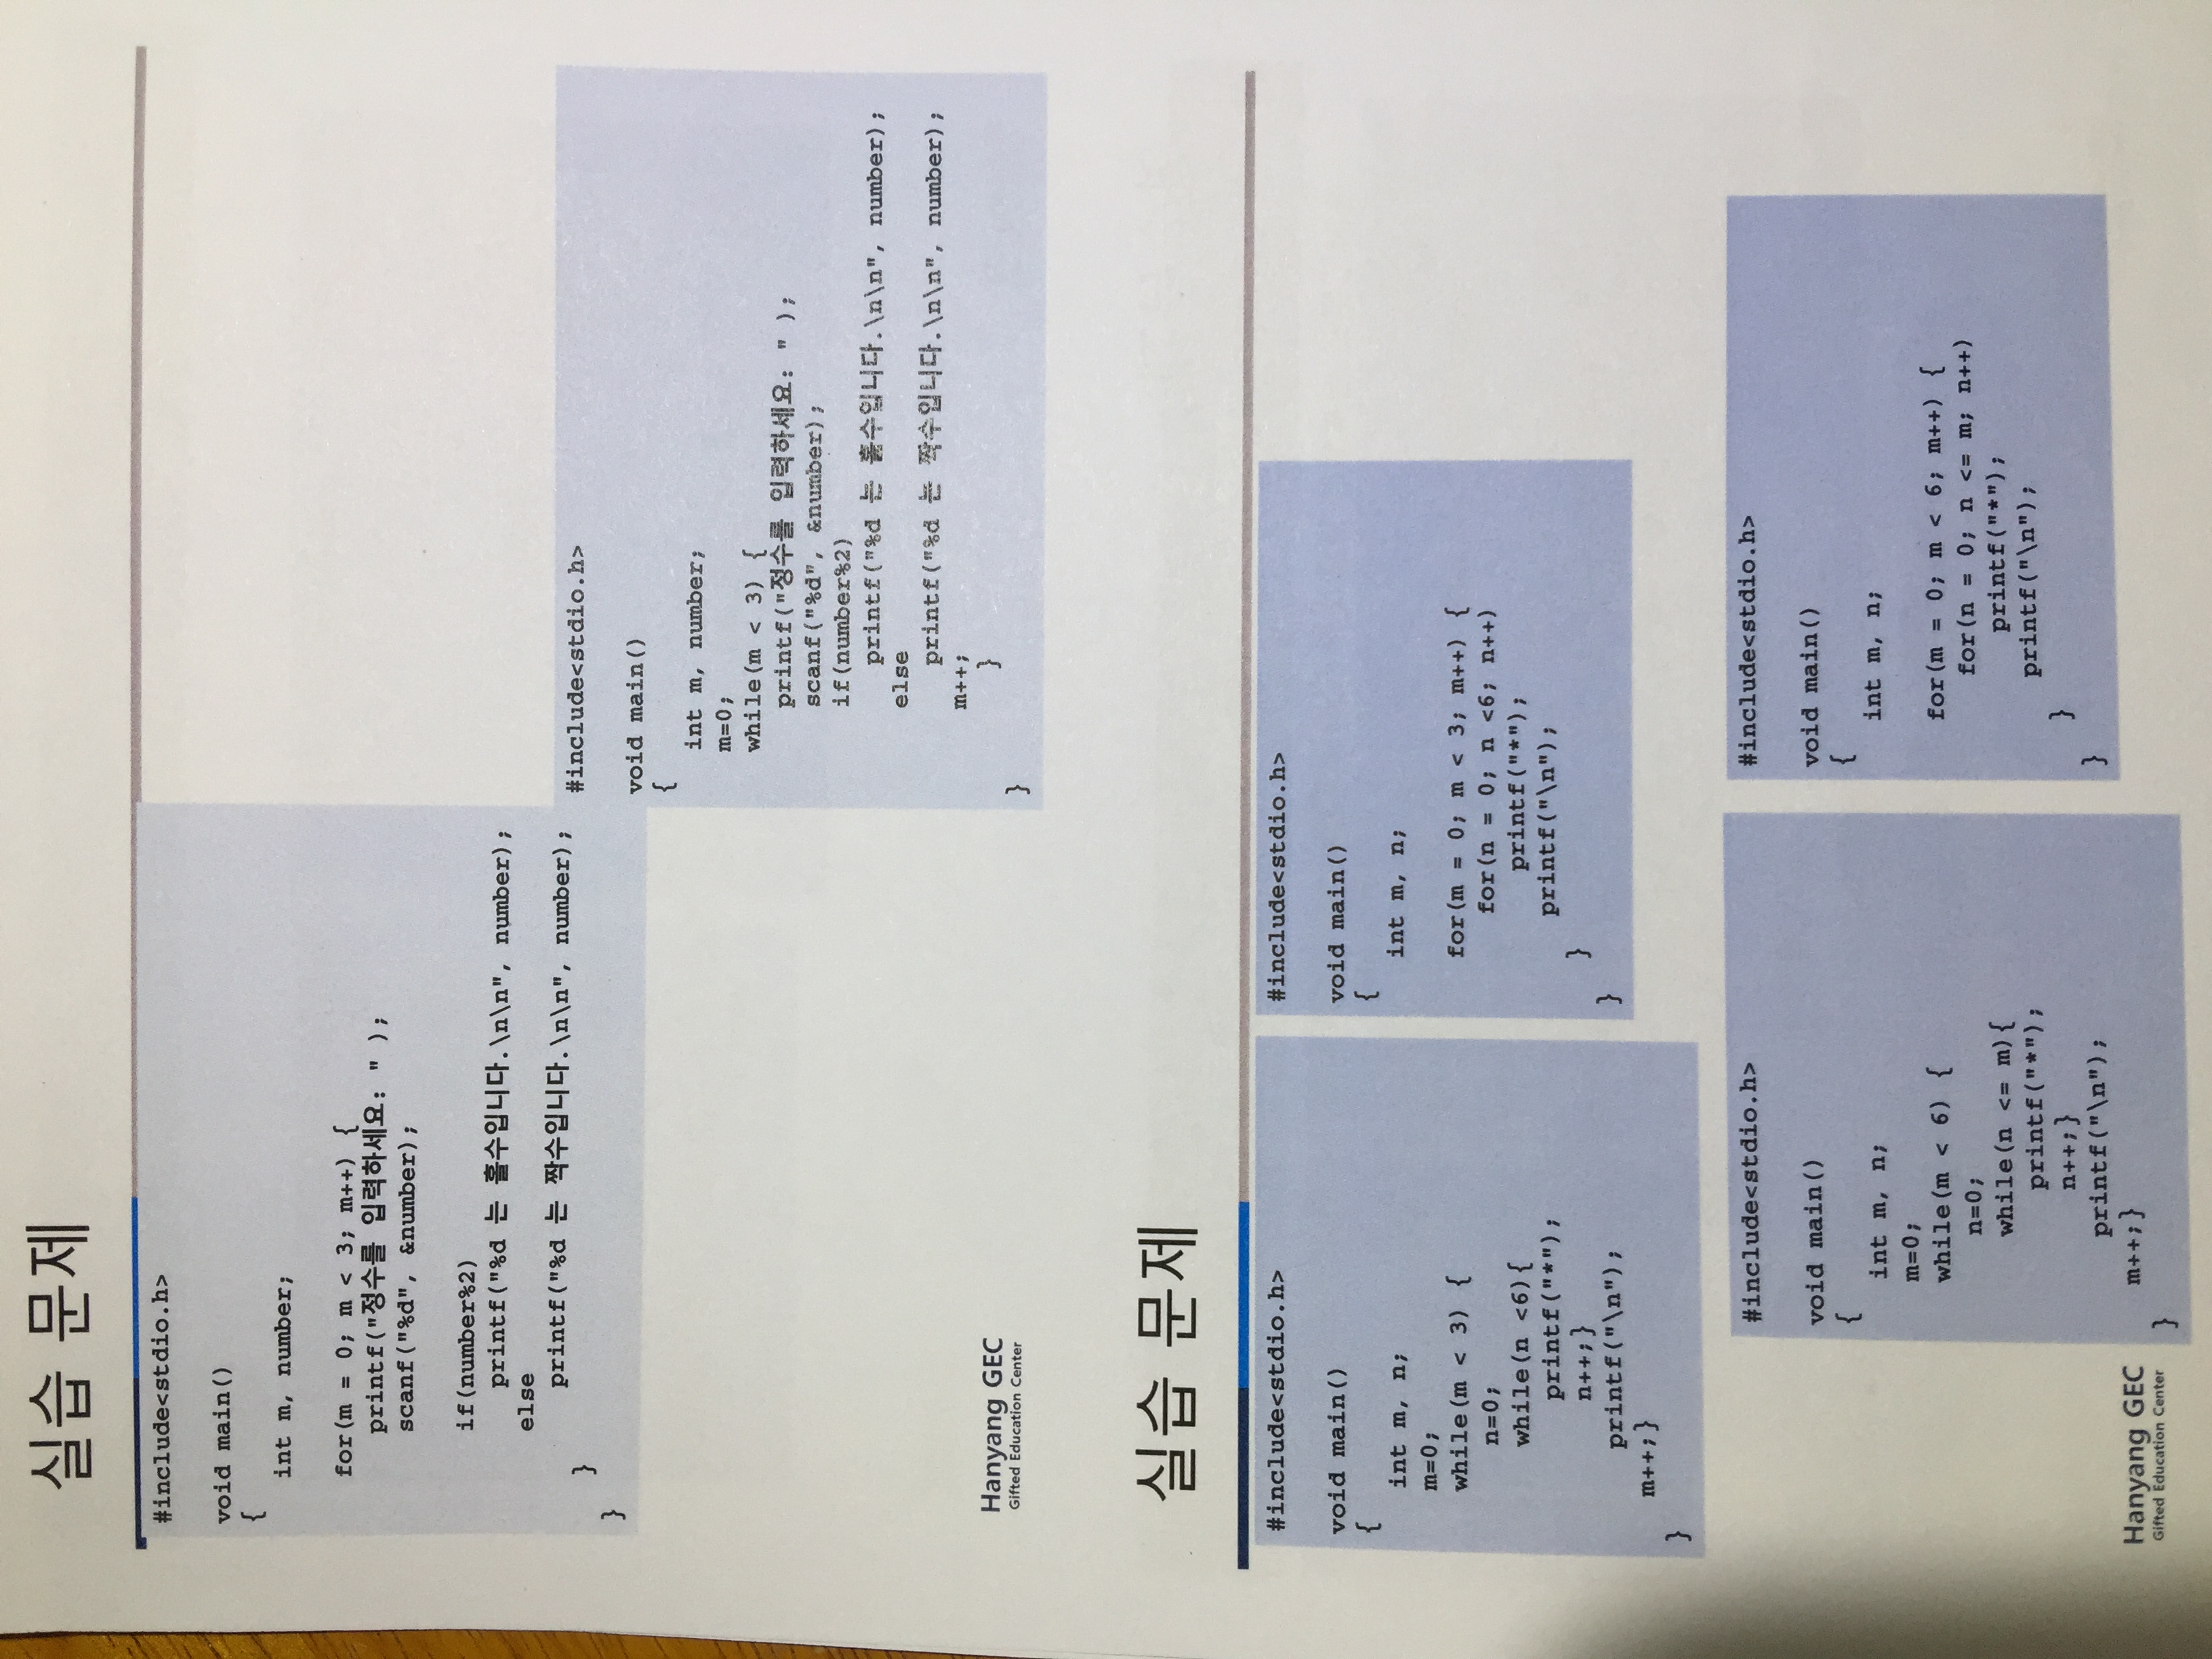 실습 문제
#include<stdio.h>
void main()
{
int m, number;
for(m = 0; m < 3; m++) {
printf("정수를 입력하세요: " );
scanf("%d", &number);
if(number%2)
printf("%d 는 홀수입니다.\n\n", number);
else
printf("%d 는 짝수입니다.\n\n", number);
}
}
#include<stdio.h>
void main()
{
int m, number;
m=0;
while(m < 3) {
printf("정수를 입력하세요: " );
scanf("%d", &number);
if(number%2)
printf("%d 는 홀수입니다.\n\n", number);
else
printf("%d 는 짝수입니다.\n\n", number);
m++;
}
}
Hanyang GEC
Gifted Education Center
실습 문제
#include<stdio.h>
void main()
{
int m, n;
m=0;
while(m < 3) {
n=0;
while(n <6){
printf("*");
n++;}
printf("\n");
m++;}
}
#include<stdio.h>
void main()
{
int m, n;
for(m = 0; m < 3; m++) {
for(n = 0; n <6; n++)
printf("*");
printf("\n");
}
}
#include<stdio.h>
void main()
{
int m, n;
m=0;
while(m < 6) {
n=0;
while(n <= m){
printf("*");
n++;}
printf("\n");
m++;}
}
#include<stdio.h>
void main()
{
int m, n;
for(m = 0; m < 6; m++) {
for(n = 0; n <= m; n++)
printf("*");
printf("\n");
}
}
Hanyang GEC
Gifted Education Center